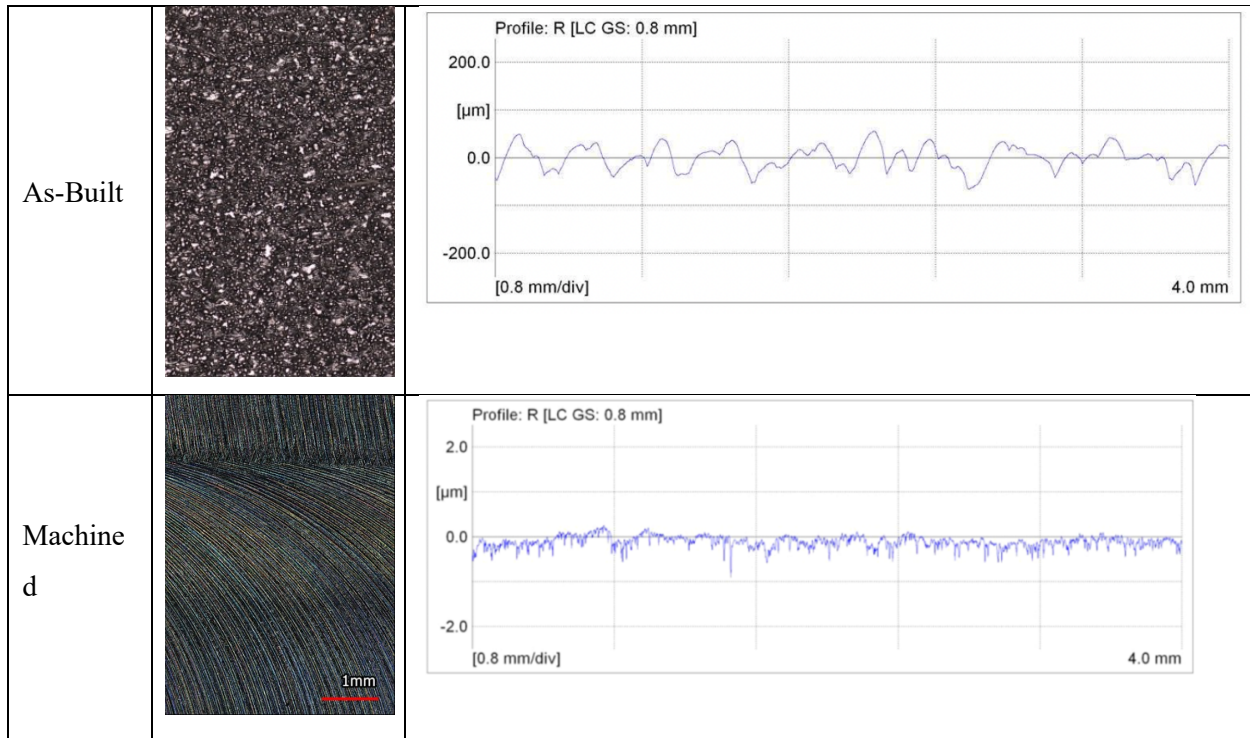 As-Built
Profile: R [LC GS: 0.8 mm]
200.0
[µm]
0.0
-200.0
[0.8 mm/div]
4.0 mm
Machine
d
1mm
Profile: R [LC GS: 0.8 mm]
2.0
[µm]
0.0
-2.0
[0.8 mm/div]
4.0 mm